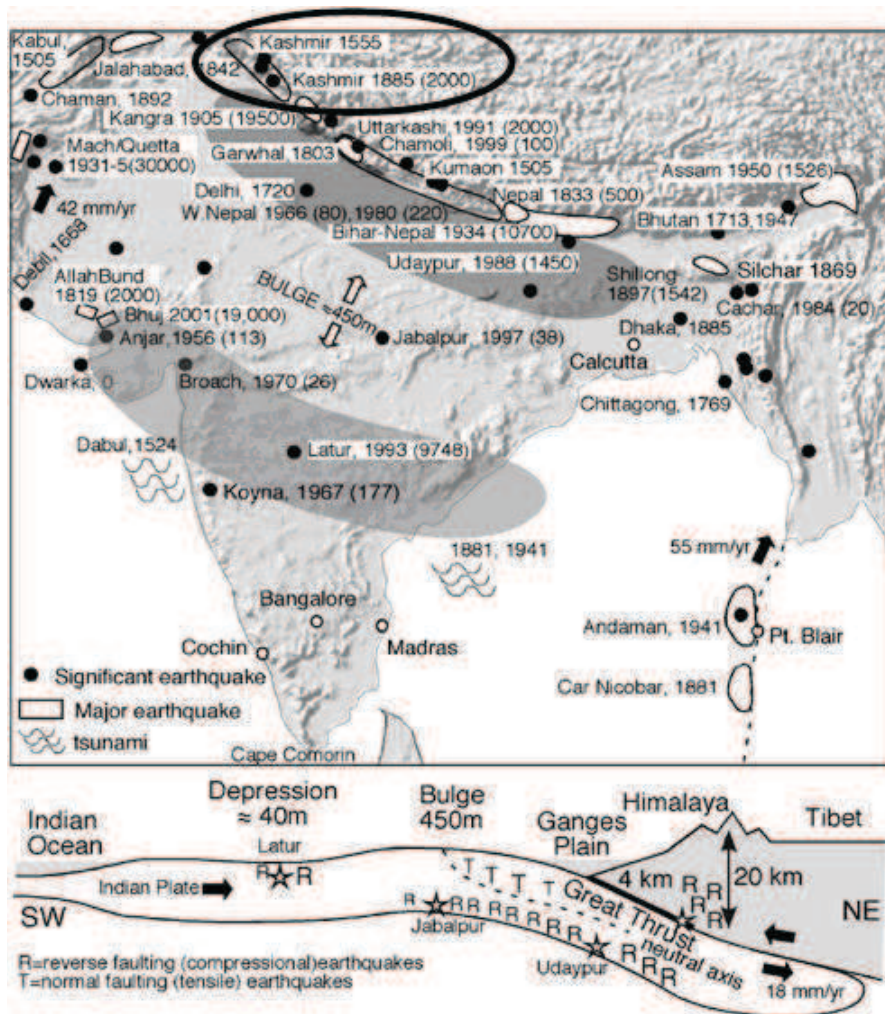 Kabul,
1505
Kashmir 1555
Jalahabad, 1842
Kashmir 1885 (2000)
Chaman, 1892
Kangra 1905 (19500)
Uttarkashi, 1991 (2000)
Mach/Quetta
1931-5(30000)
Garwhal 1803
Chamoli, 1999 (100)
Kumaon 1505
Assam 1950 (1526)
Delhi, 1720
Nepal 1833 (500)
42 mm/yr
W Nepal 1966 (80), 1980 (220)
Bhutan 1713,1947
Bihar-Nepal 1934 (10700)
Debil, 1668
Udaypur, 1988 (1450)
AllahBund
1819 (2000)
BULGE ≈450m
Shillong
1897(1542)
Silchar 1869
Bhuj 2001(19,000)
Cachar, 1984 (20)
Anjar, 1956 (113)
Jabalpur, 1997 (38)
Dhaka, 1885
Calcutta
Dwarka, 0
Broach, 1970 (26)
Chittagong, 1769
Dabul, 1524
Latur, 1993 (9748)
Koyna, 1967 (177)
1881, 1941
55 mm/yr
Bangalore
Andaman, 1941
Pt. Blair
Cochin
Madras
Significant earthquake
Car Nicobar, 1881
Major earthquake
tsunami
Cape Comorin
Indian
Ocean
Depression
≈ 40m
Bulge
450m
Ganges
Plain
Himalaya
Tibet
Latur
R R
T T T T
4 km
R R R R R
20 km
Indian Plate
Great Thrust
SW
NE
R R R R R R R R
Jabalpur
neutral axis
Udaypur
R R R R
R=reverse faulting (compressional)earthquakes
T=normal faulting (tensile) earthquakes
18 mm/yr